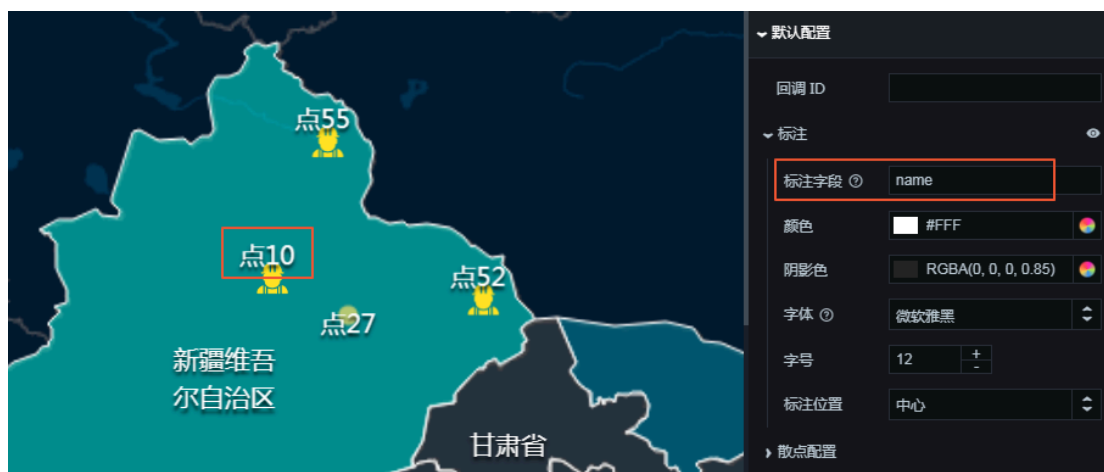 点55
点10
点52
点27
新疆维吾
尔自治区
甘肃省
默认配置
回调 ID
标注
标注字段 ?
name
颜色
#FFF
阴影色
RGBA(0, 0, 0, 0.85)
字体 ?
微软雅黑
字号
12
+
-
标注位置
中心
散点配置